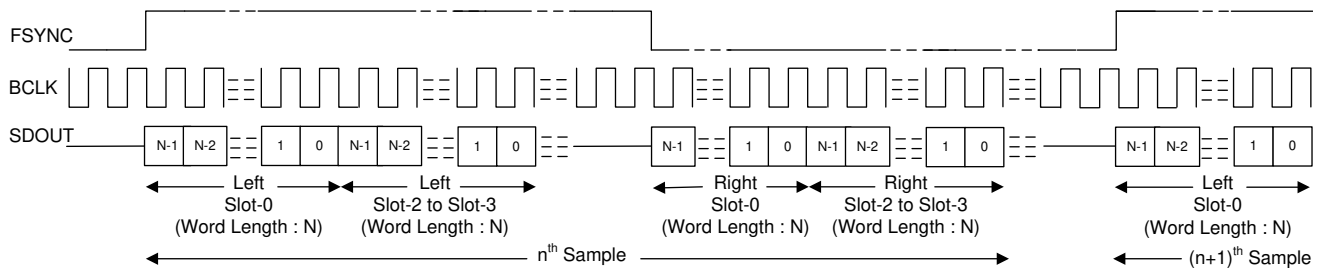 FSYNC
BCLK
SDOUT
N-1 N-2 1 0 N-1 N-2 1 0 N-1 1 0 N-1 N-2 1 0 N-1 N-2 1 0
Left Left Right Right Left
Slot-0 Slot-2 to Slot-3 Slot-0 Slot-2 to Slot-3 Slot-0
(Word Length : N) (Word Length : N) (Word Length : N) (Word Length : N) (Word Length : N)
nth Sample (n+1)th Sample